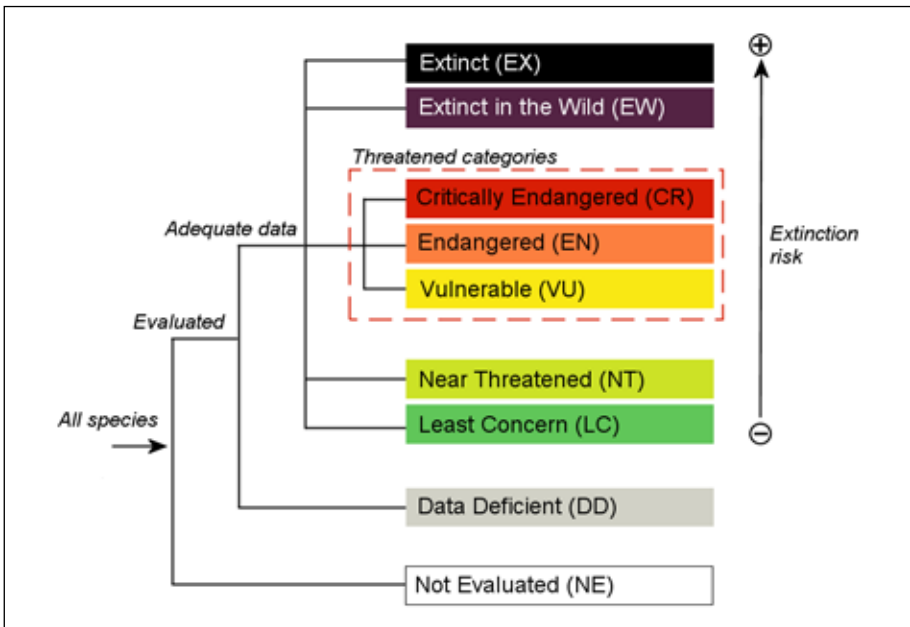 Extinct (EX)
Extinct in the Wild (EW)
Threatened categories
Critically Endangered (CR)
Adequate data
Endangered (EN)
Extinction
risk
Vulnerable (VU)
Evaluated
Near Threatened (NT)
All species
Least Concern (LC)
Data Deficient (DD)
Not Evaluated (NE)